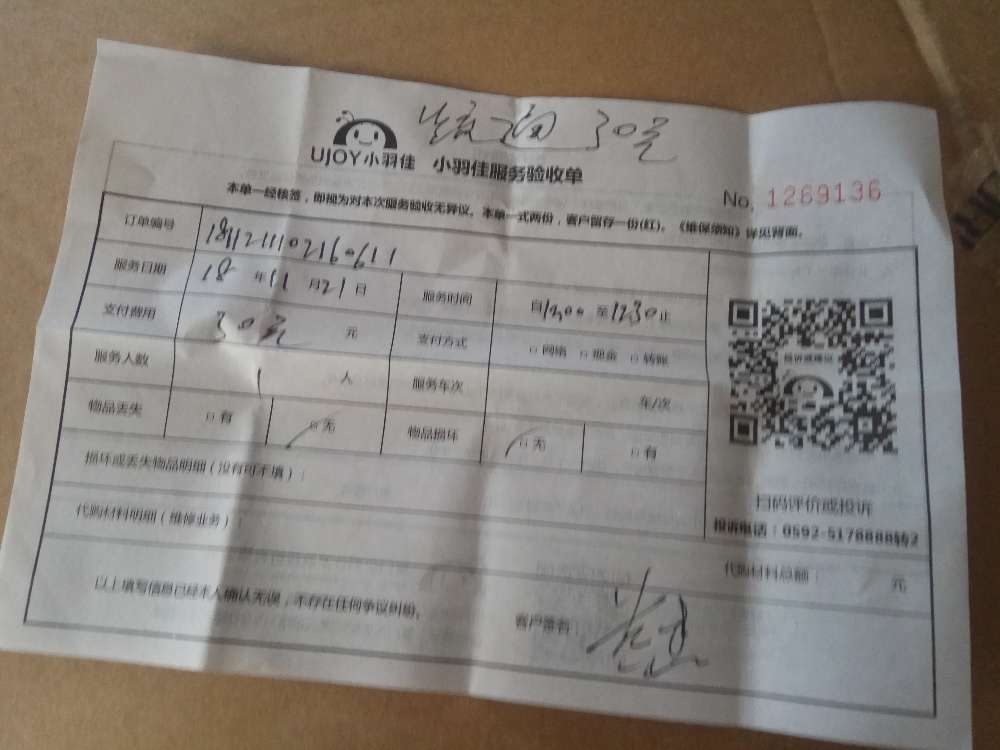 30元
UJOY小羽佳 小羽佳服务验收单
No. 1269136
本单一经核签，即视为对本次服务验收无异议。本单一式两份，客户留存一份(红)。《维保须知》详见背面。
订单编号
服务日期 18 年 11 月 21 日 服务时间 自 1200 至 1230 止
支付费用 30元 元 支付方式 □ 网络 □ 现金 □ 转账
服务人数 1 人 服务车次 车/次
物品丢失 □ 有 □ 无 物品损坏 □ 无 □ 有
损坏或丢失物品明细（没有可不填）：
代购材料明细（维修业务）：
代购材料总额： 元
以上填写信息已经本人确认无误，不存在任何争议纠纷。 客户签名：
扫码评价或投诉
投诉电话：0592-5178888转2